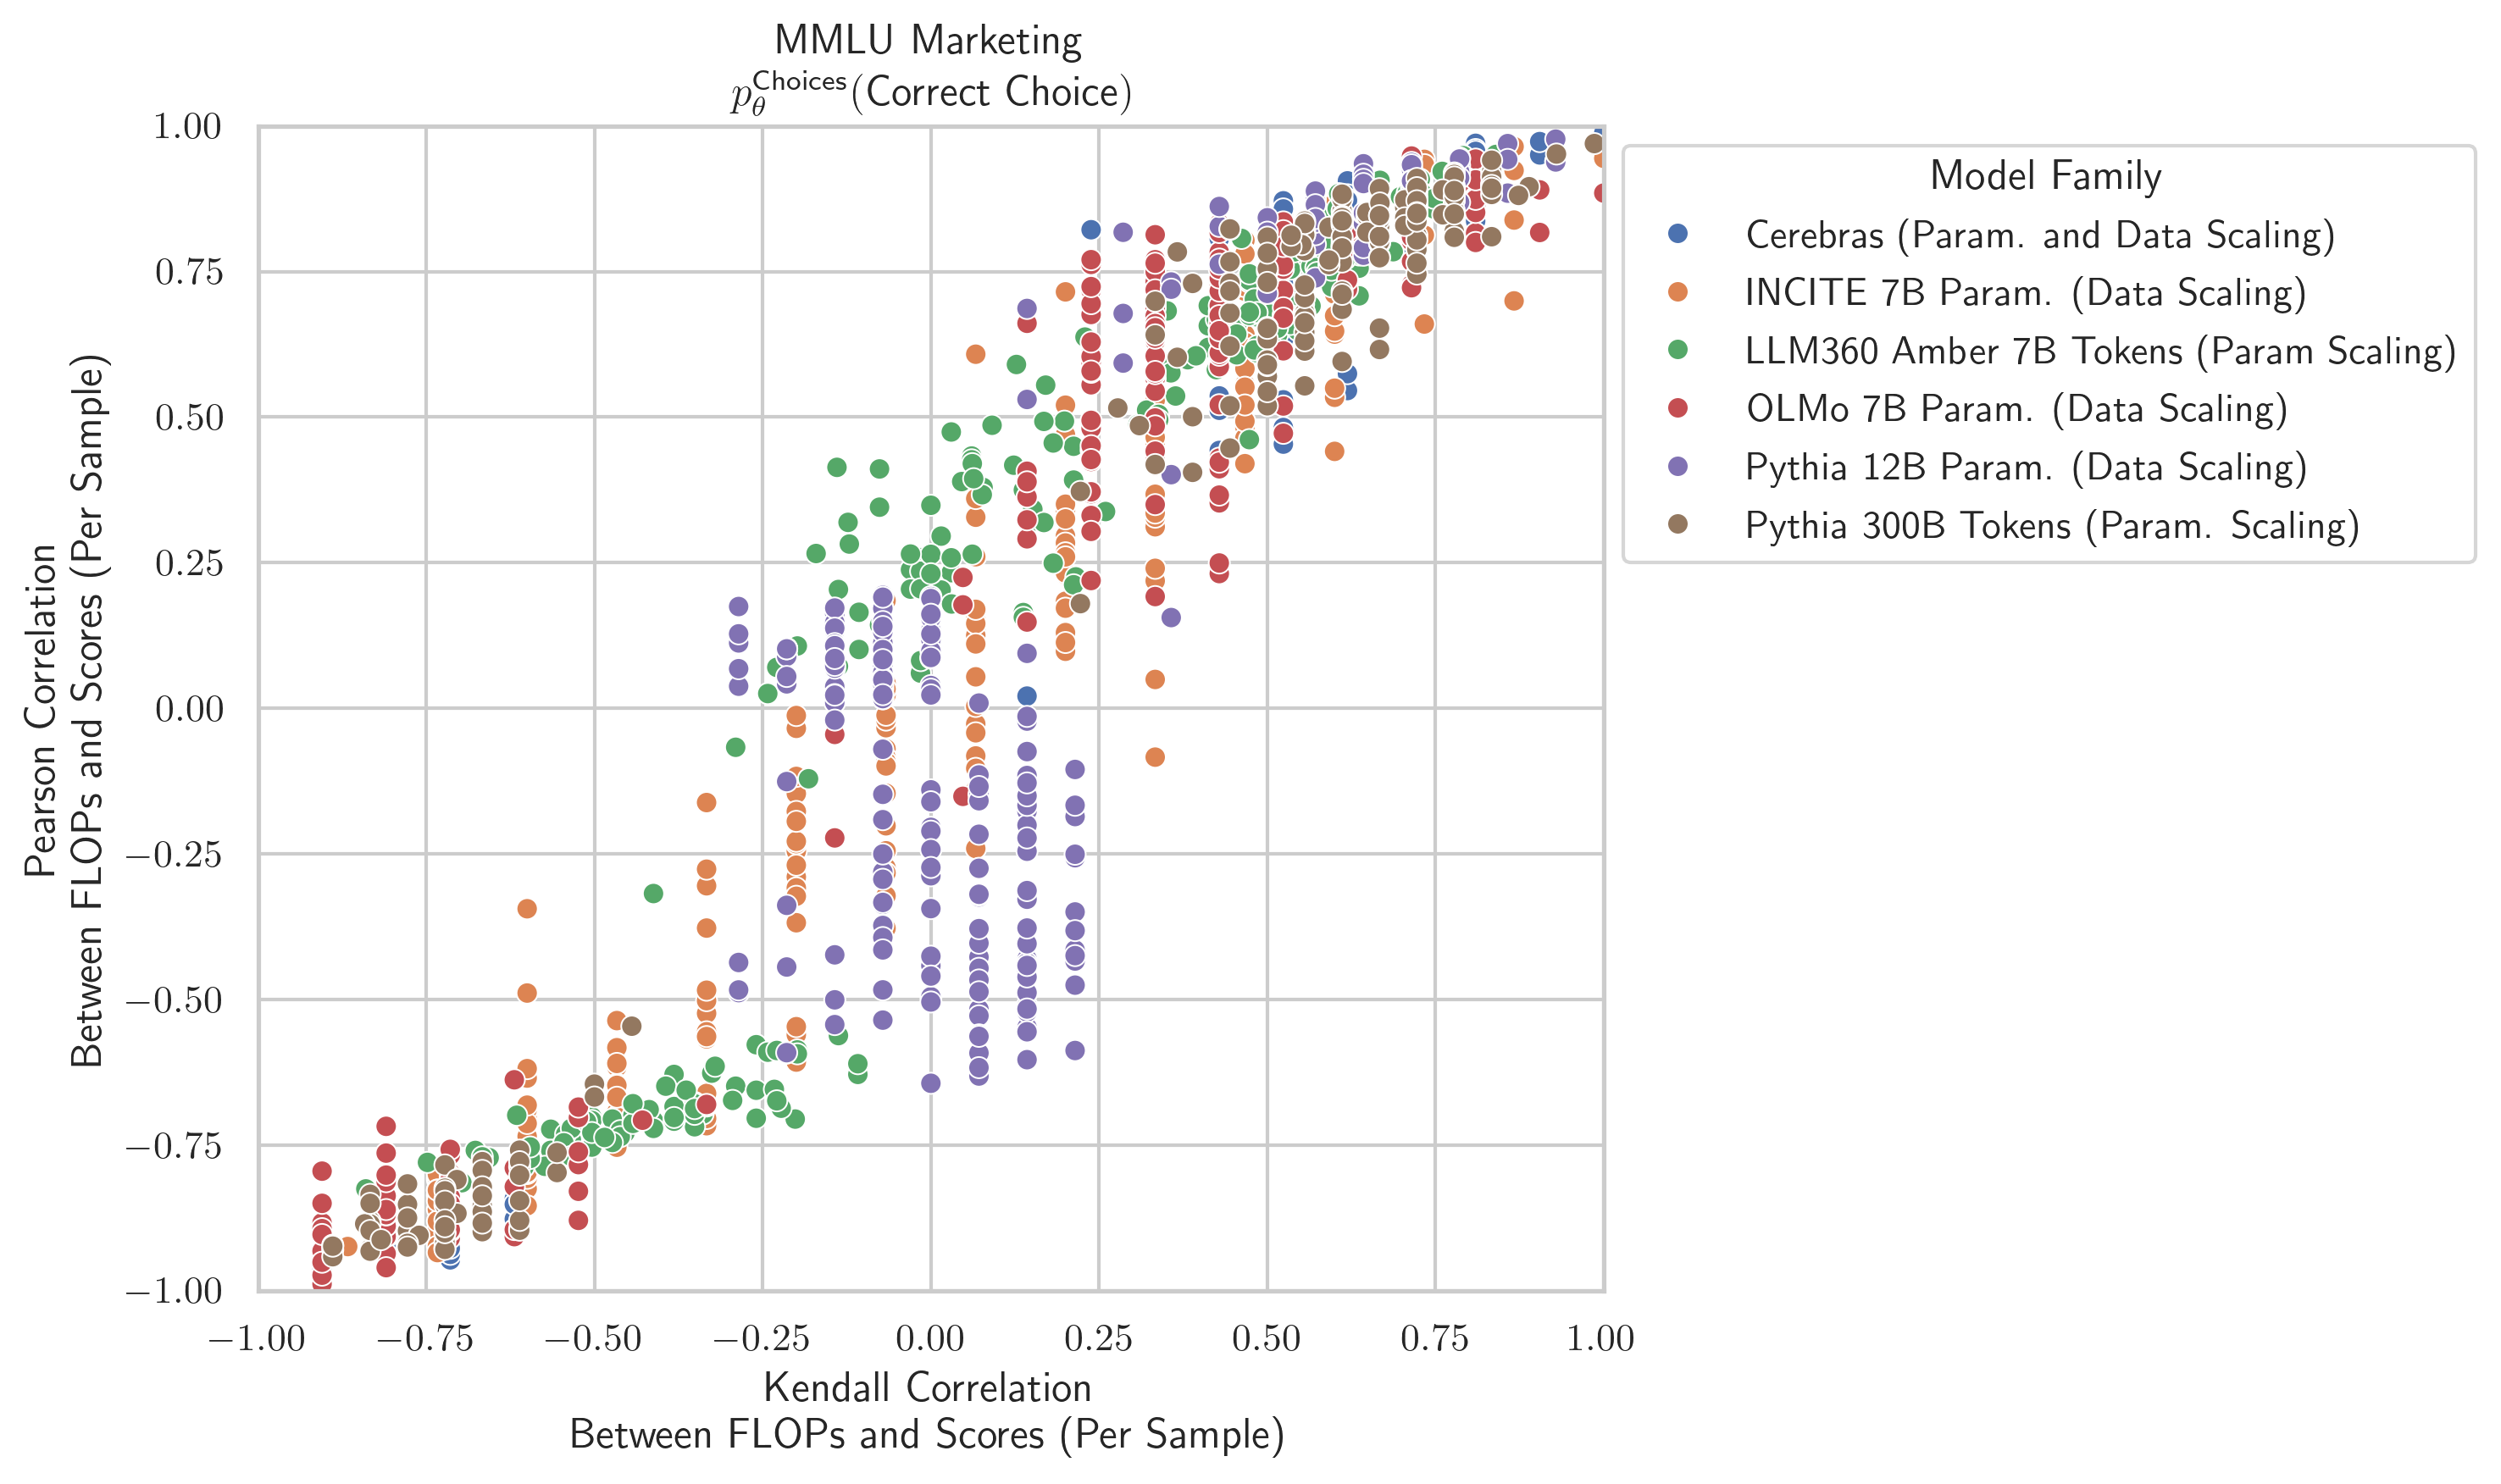 MMLU Marketing
p_θ^Choices(Correct Choice)
1.00
0.75
0.50
0.25
0.00
−0.25
−0.50
−0.75
−1.00
Pearson Correlation
Between FLOPs and Scores (Per Sample)
−1.00 −0.75 −0.50 −0.25 0.00 0.25 0.50 0.75 1.00
Kendall Correlation
Between FLOPs and Scores (Per Sample)
Model Family
Cerebras (Param. and Data Scaling)
INCITE 7B Param. (Data Scaling)
LLM360 Amber 7B Tokens (Param Scaling)
OLMo 7B Param. (Data Scaling)
Pythia 12B Param. (Data Scaling)
Pythia 300B Tokens (Param. Scaling)